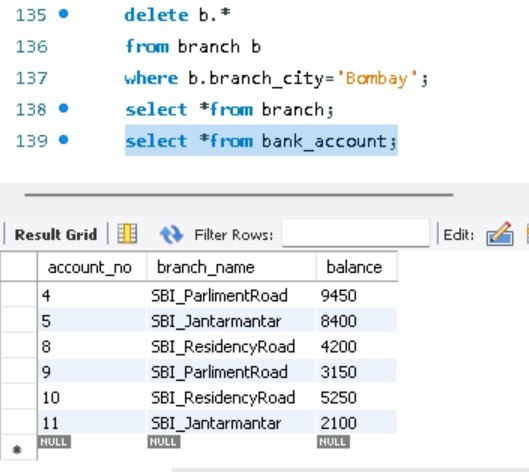 135 delete b.*
136 from branch b
137 where b.branch_city='Bombay';
138 select *from branch;
139 select *from bank_account;
Result Grid Filter Rows: Edit:
account_no branch_name balance
4 SBI_ParlimentRoad 9450
5 SBI_Jantarmantar 8400
8 SBI_ResidencyRoad 4200
9 SBI_ParlimentRoad 3150
10 SBI_ResidencyRoad 5250
11 SBI_Jantarmantar 2100
NULL NULL NULL